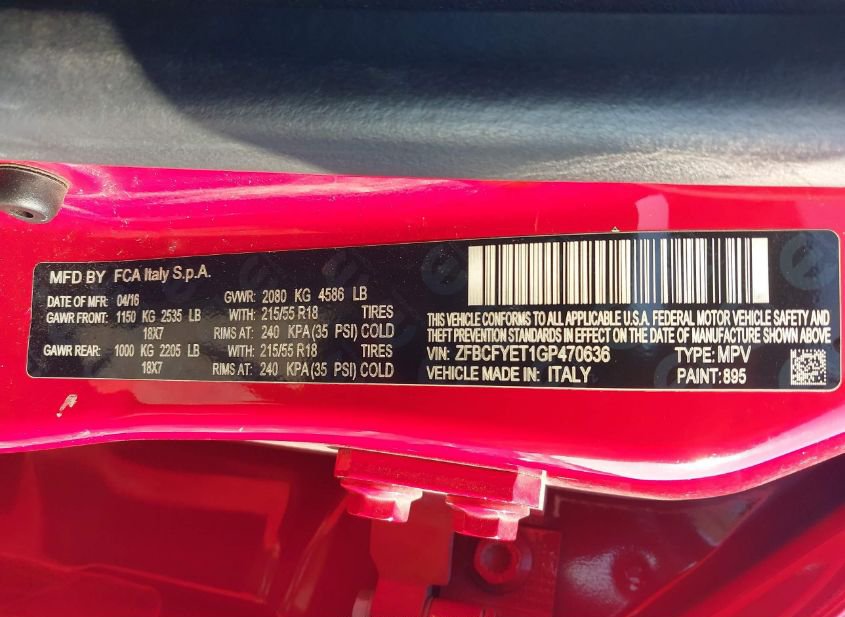 MFD BY FCA Italy S.p.A.
DATE OF MFR: 04/16 GVWR: 2080 KG 4586 LB
GAWR FRONT: 1150 KG 2535 LB WITH: 215/55 R18 TIRES
18X7 RIMS AT: 240 KPA(35 PSI) COLD
GAWR REAR: 1000 KG 2205 LB WITH: 215/55 R18 TIRES
18X7 RIMS AT: 240 KPA(35 PSI) COLD
THIS VEHICLE CONFORMS TO ALL APPLICABLE U.S.A. FEDERAL MOTOR VEHICLE SAFETY AND
THEFT PREVENTION STANDARDS IN EFFECT ON THE DATE OF MANUFACTURE SHOWN ABOVE
VIN: ZFBCFYET1GP470636 TYPE: MPV
VEHICLE MADE IN: ITALY PAINT: 895